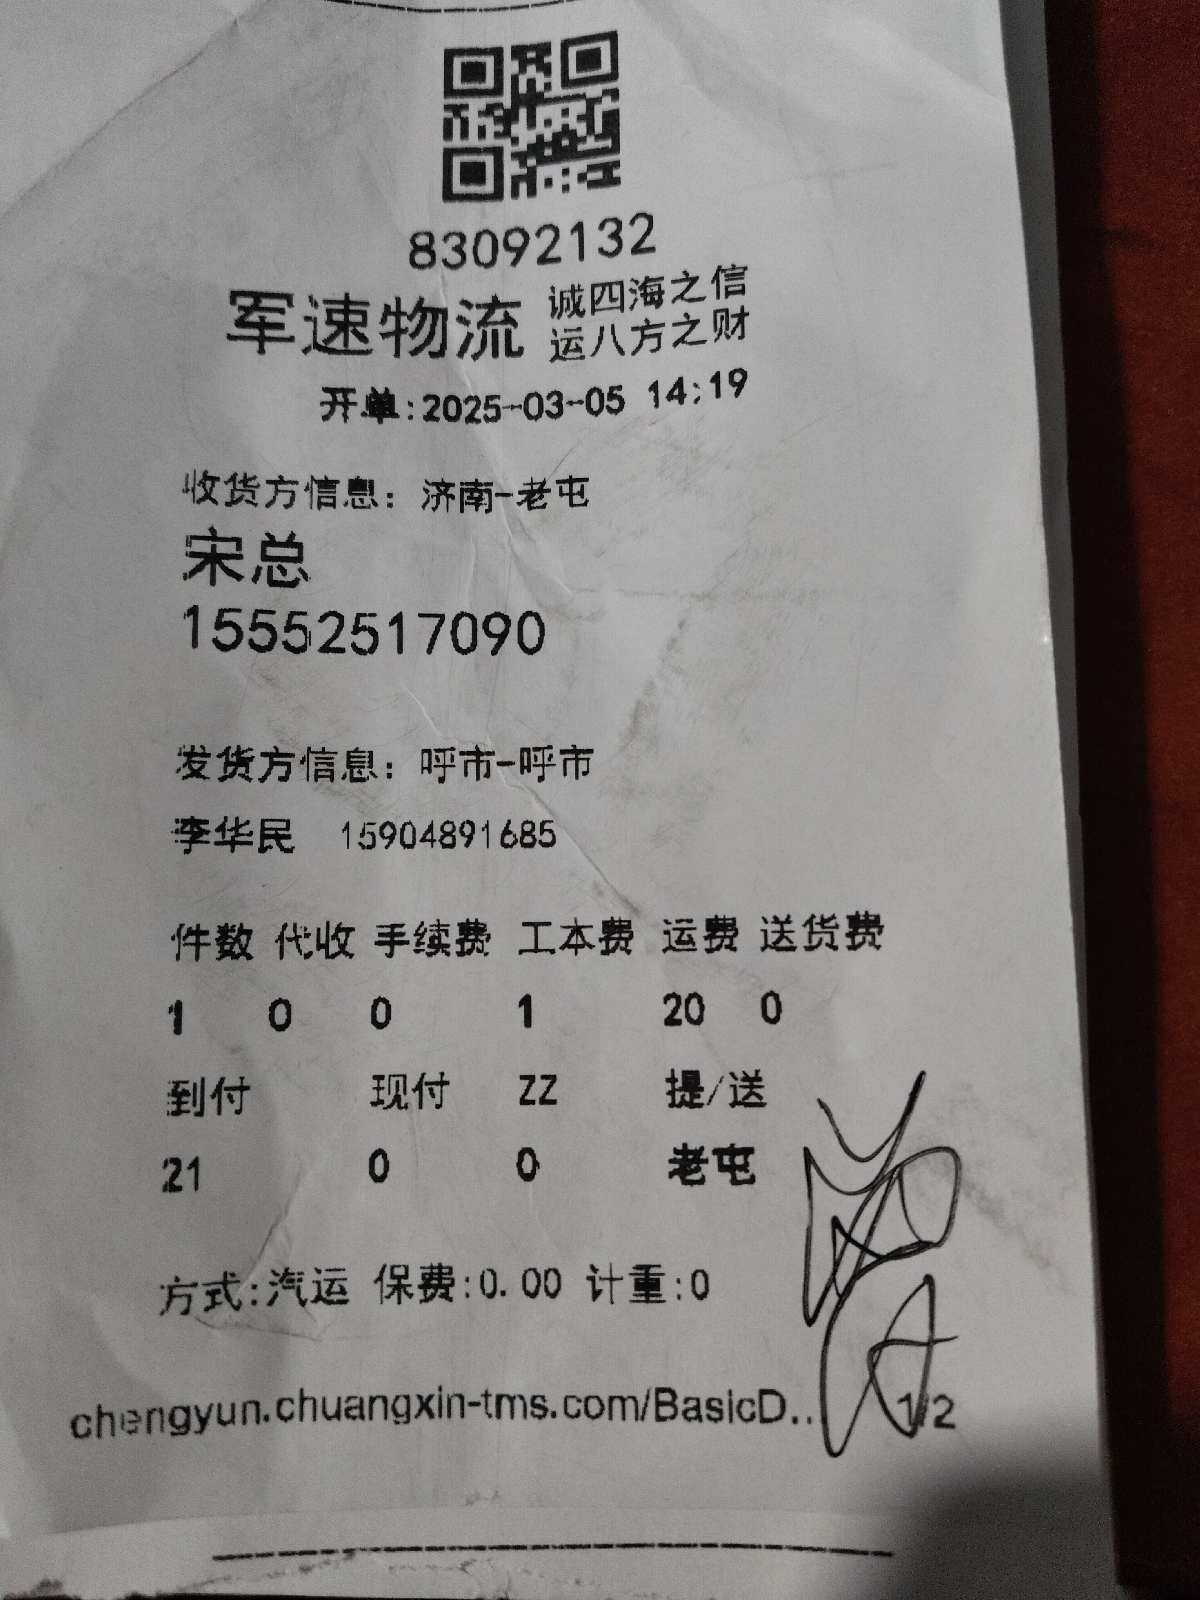 83092132
军速物流 诚四海之信
运八方之财
开单:2025-03-05 14:19
收货方信息: 济南-老屯
宋总
15552517090
发货方信息: 呼市-呼市
李华民 15904891685
件数 代收 手续费 工本费 运费 送货费
1 0 0 1 20 0
到付 现付 ZZ 提/送
21 0 0 老屯
方式:汽运 保费:0.00 计重:0
chengyun.chuangxin-tms.com/BasicD... 1/2